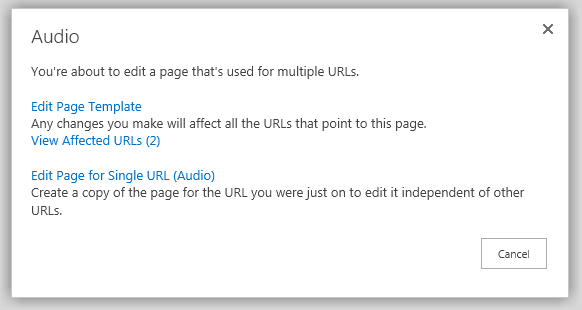 Audio
You're about to edit a page that's used for multiple URLs.
Edit Page Template
Any changes you make will affect all the URLs that point to this page.
View Affected URLs (2)
Edit Page for Single URL (Audio)
Create a copy of the page for the URL you were just on to edit it independent of other
URLs.
Cancel